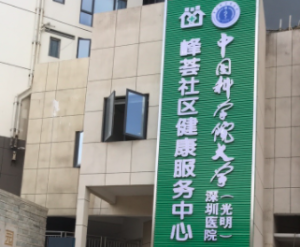 中国科学院大学
深圳医院
（光明）
峰荟社区健康服务中心